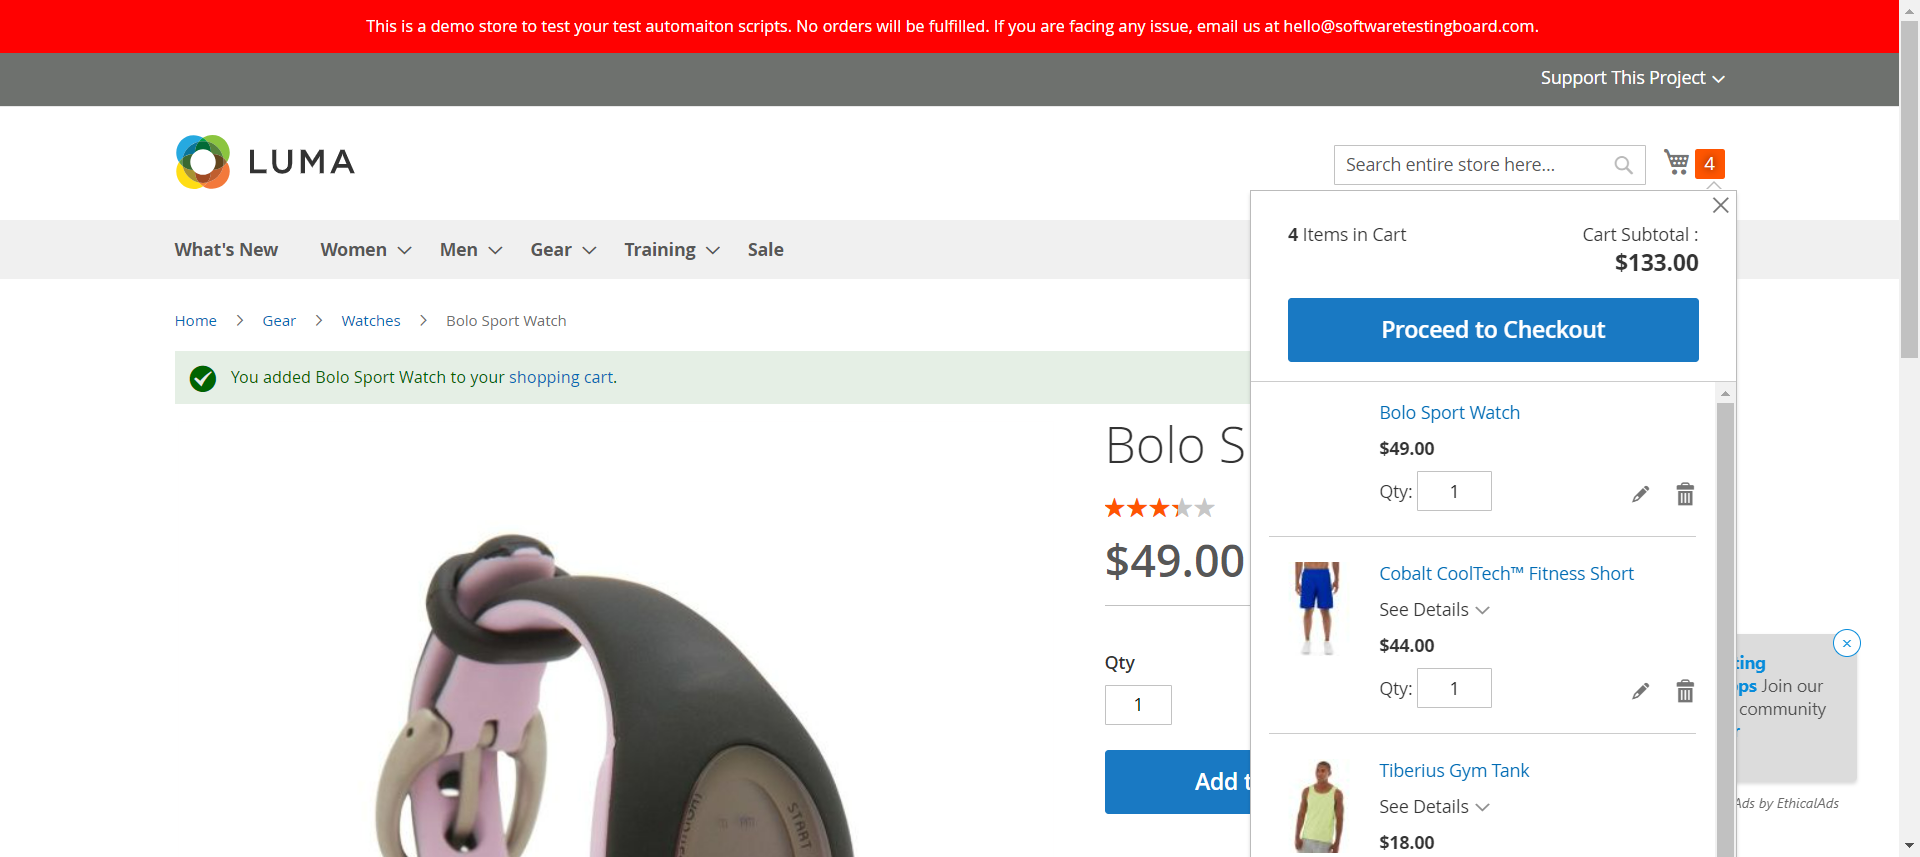 This is a demo store to test your test automaiton scripts. No orders will be fulfilled. If you are facing any issue, email us at hello@softwaretestingboard.com.
Support This Project
LUMA
Search entire store here...
4
What's New
Women
Men
Gear
Training
Sale
4 Items in Cart
Cart Subtotal :
$133.00
Proceed to Checkout
Home
Gear
Watches
Bolo Sport Watch
You added Bolo Sport Watch to your shopping cart.
Bolo S
$49.00
Qty
1
Add t
Bolo Sport Watch
$49.00
Qty: 1
Cobalt CoolTech™ Fitness Short
See Details
$44.00
Qty: 1
Tiberius Gym Tank
See Details
$18.00
START
ting
ps Join our
community
Ads by EthicalAds